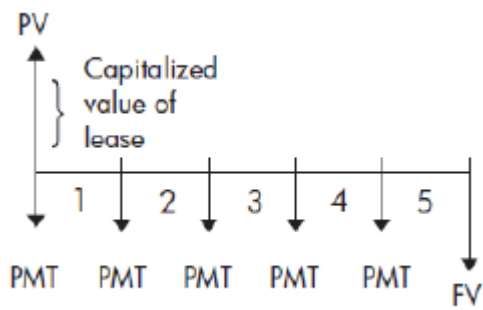 PV
Capitalized
value of
lease
1 2 3 4 5
PMT PMT PMT PMT PMT
FV